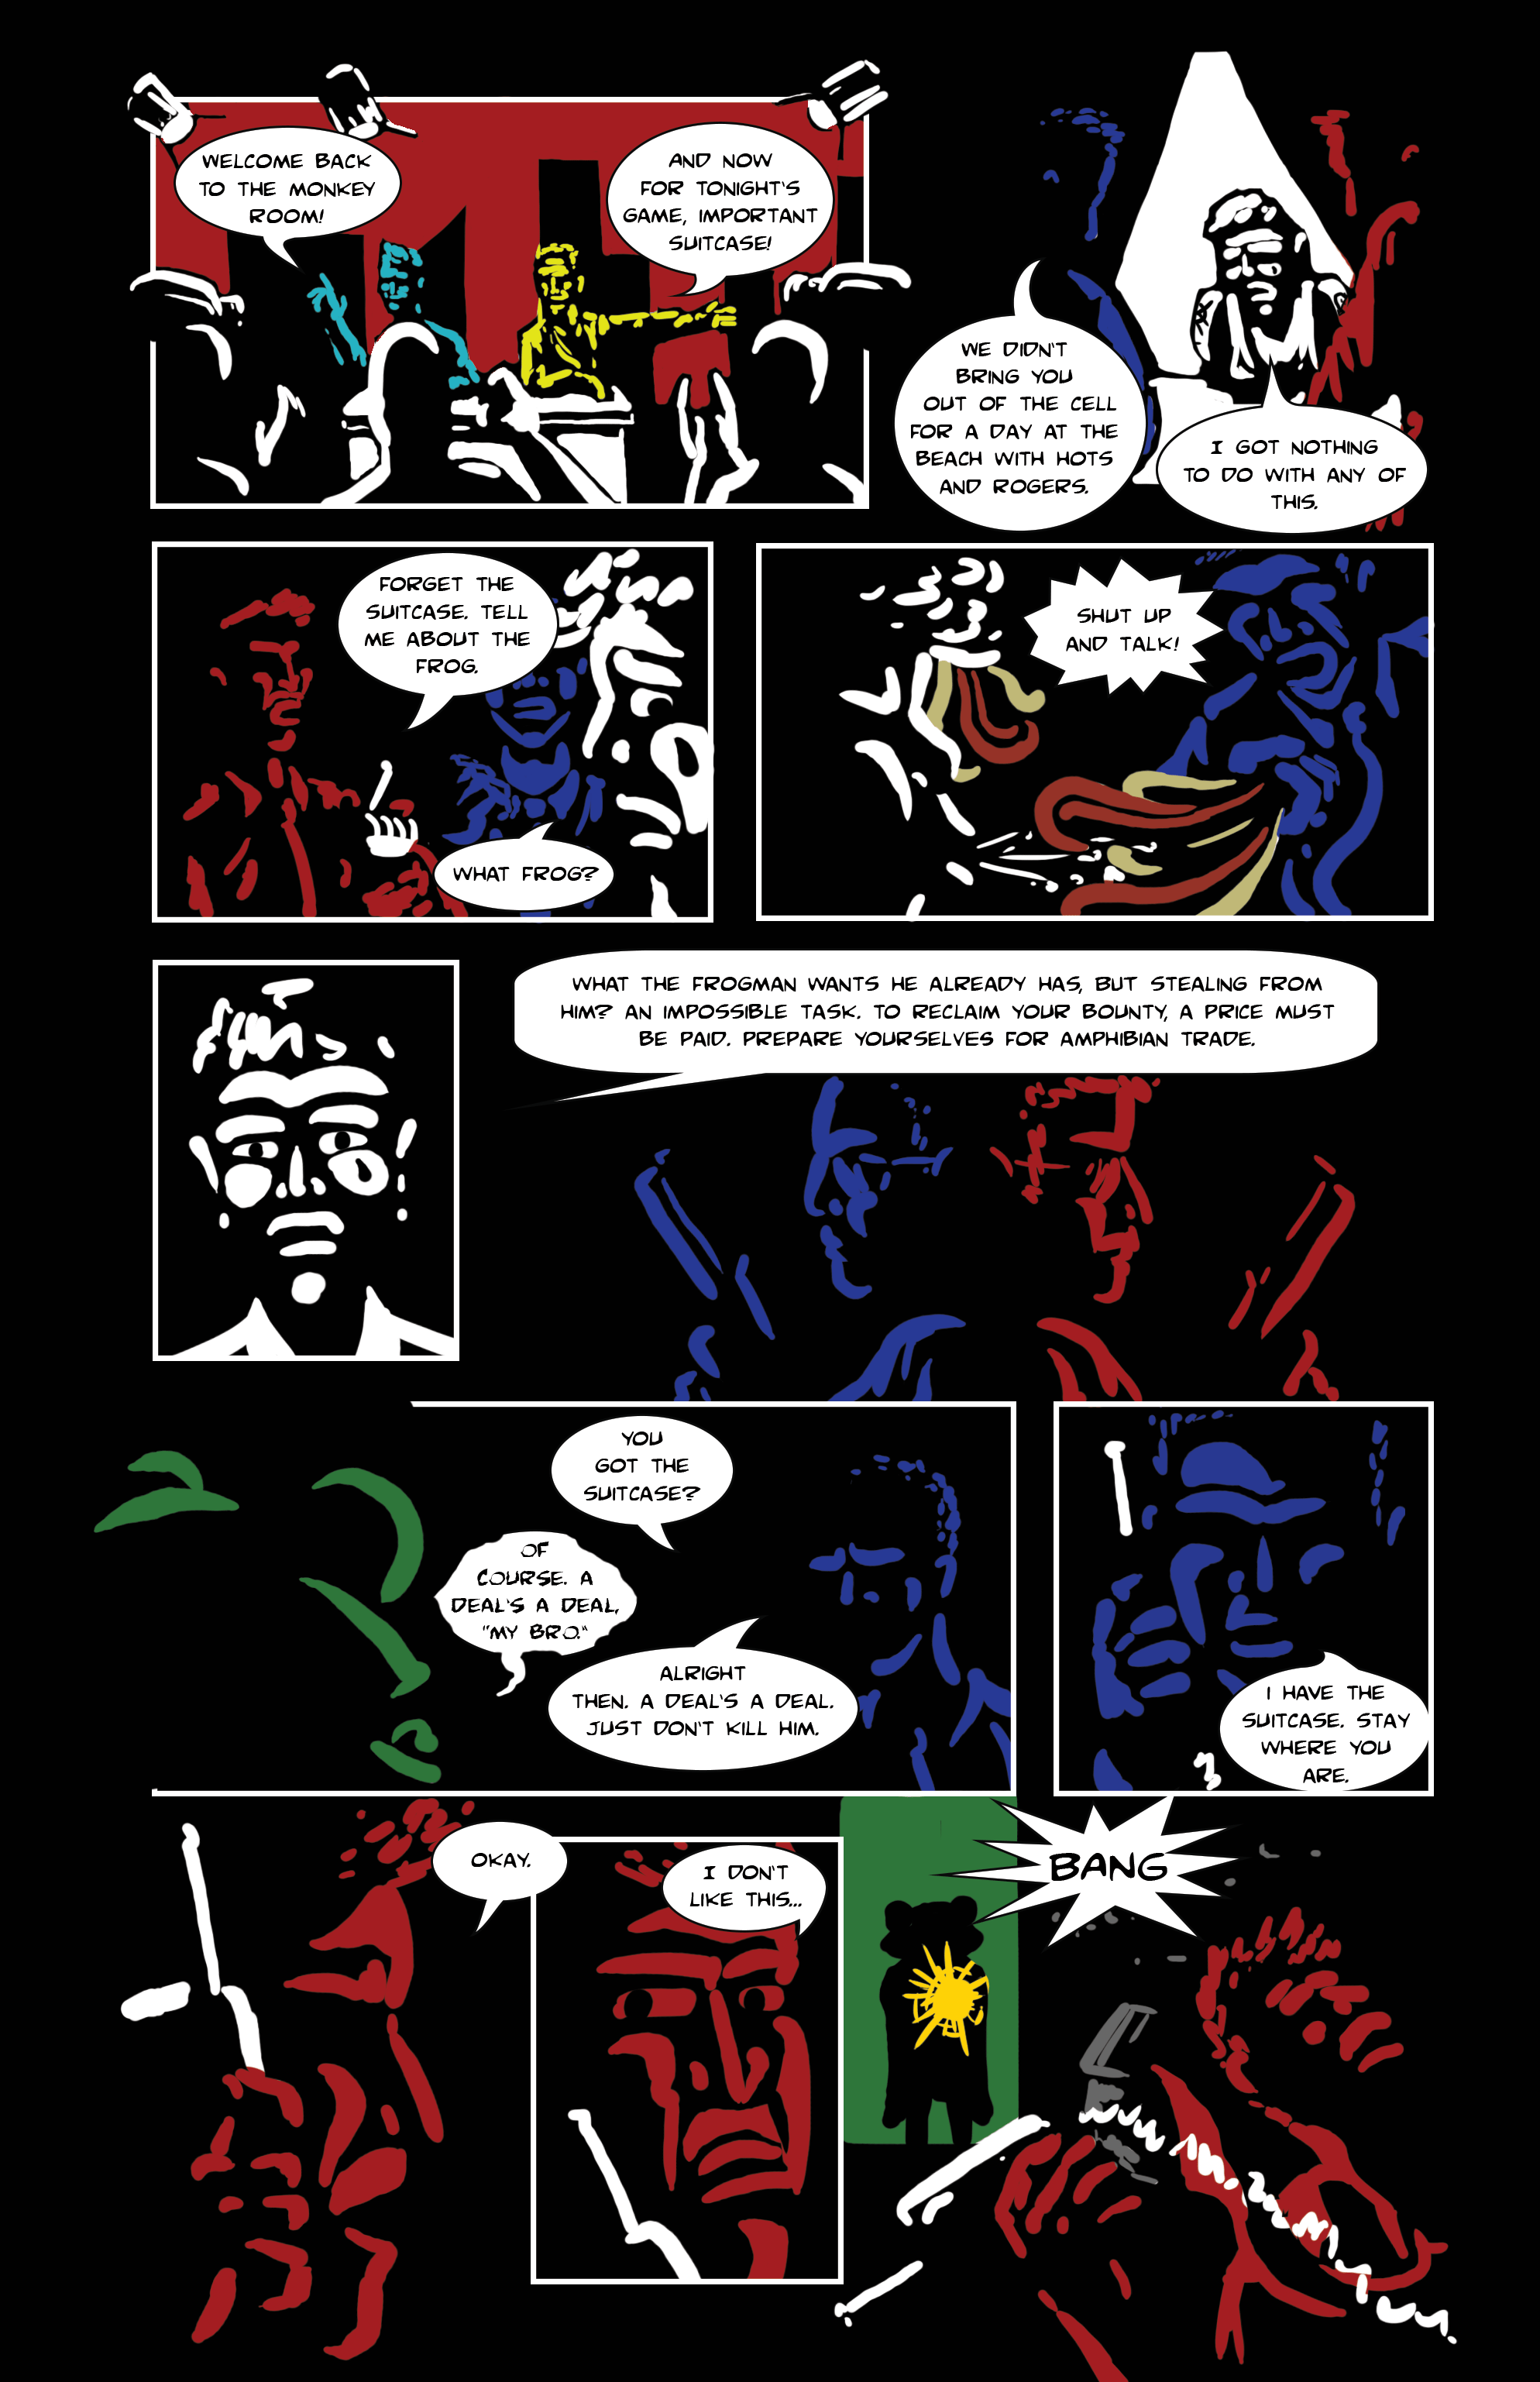 WELCOME BACK
TO THE MONKEY
ROOM!
AND NOW
FOR TONIGHT'S
GAME, IMPORTANT
SUITCASE!
WE DIDN'T
BRING YOU
OUT OF THE CELL
FOR A DAY AT THE
BEACH WITH HOTS
AND ROGERS.
I GOT NOTHING
TO DO WITH ANY OF
THIS.
FORGET THE
SUITCASE. TELL
ME ABOUT THE
FROG.
WHAT FROG?
SHUT UP
AND TALK!
WHAT THE FROGMAN WANTS HE ALREADY HAS, BUT STEALING FROM
HIM? AN IMPOSSIBLE TASK. TO RECLAIM YOUR BOUNTY, A PRICE MUST
BE PAID. PREPARE YOURSELVES FOR AMPHIBIAN TRADE.
YOU
GOT THE
SUITCASE?
OF
COURSE. A
DEAL'S A DEAL,
"MY BRO."
ALRIGHT
THEN. A DEAL'S A DEAL.
JUST DON'T KILL HIM.
I HAVE THE
SUITCASE. STAY
WHERE YOU
ARE.
OKAY.
I DON'T
LIKE THIS...
BANG